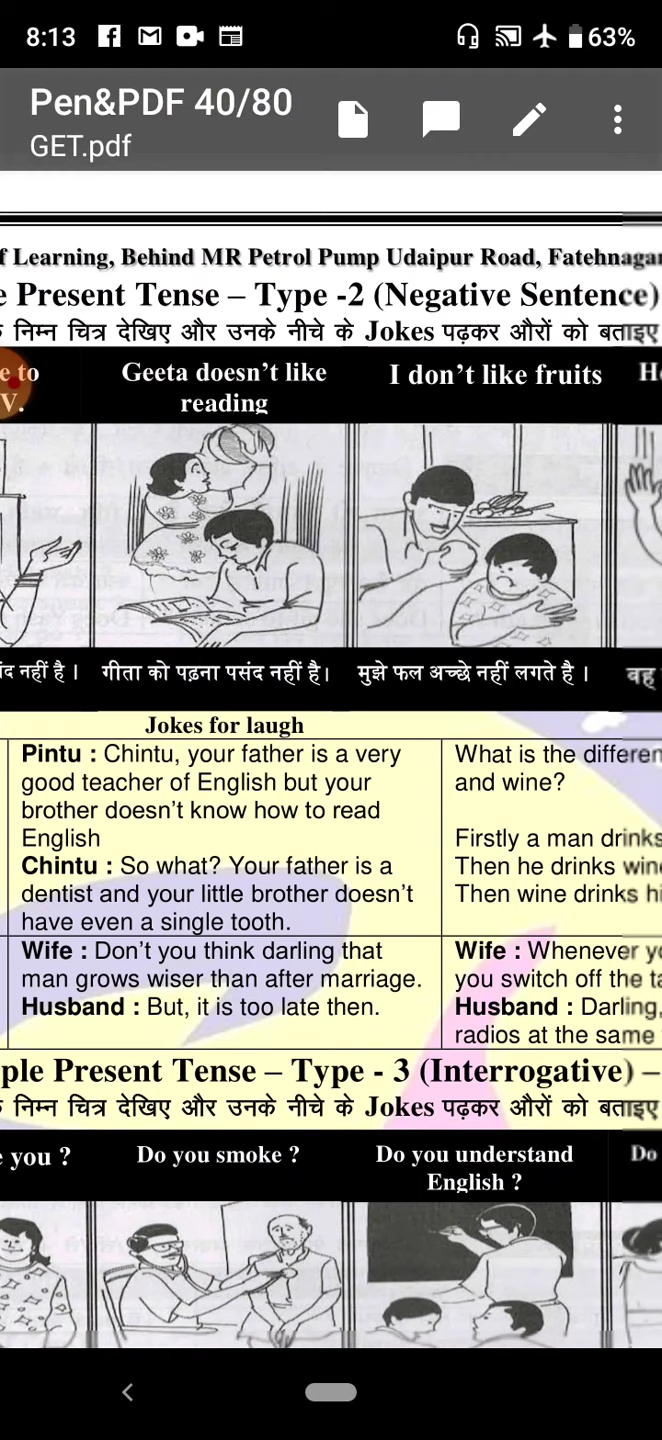 8:13
63%
Pen&PDF 40/80
GET.pdf
f Learning, Behind MR Petrol Pump Udaipur Road, Fatehnagar
e Present Tense – Type -2 (Negative Sentence)
निम्न चित्र देखिए और उनके नीचे के Jokes पढ़कर औरों को बताइए
e to
V.
Geeta doesn't like
reading
I don't like fruits
He
द नहीं है ।
गीता को पढ़ना पसंद नहीं है।
मुझे फल अच्छे नहीं लगते है ।
वह
Jokes for laugh
Pintu : Chintu, your father is a very
good teacher of English but your
brother doesn't know how to read
English
Chintu : So what? Your father is a
dentist and your little brother doesn't
have even a single tooth.
What is the differen
and wine?
Firstly a man drinks
Then he drinks win
Then wine drinks hi
Wife : Don't you think darling that
man grows wiser than after marriage.
Husband : But, it is too late then.
Wife : Whenever yo
you switch off the ta
Husband : Darling,
radios at the same
ple Present Tense – Type - 3 (Interrogative) –
निम्न चित्र देखिए और उनके नीचे के Jokes पढ़कर औरों को बताइए
e you ?
Do you smoke ?
Do you understand
English ?
Do